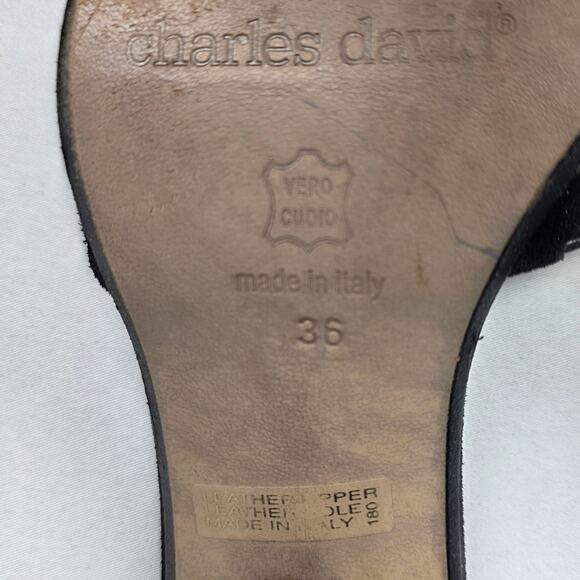 charles david®
VERO
CUOIO
made in italy
36
LEATHER UPPER
LEATHER SOLE
MADE IN ITALY
180